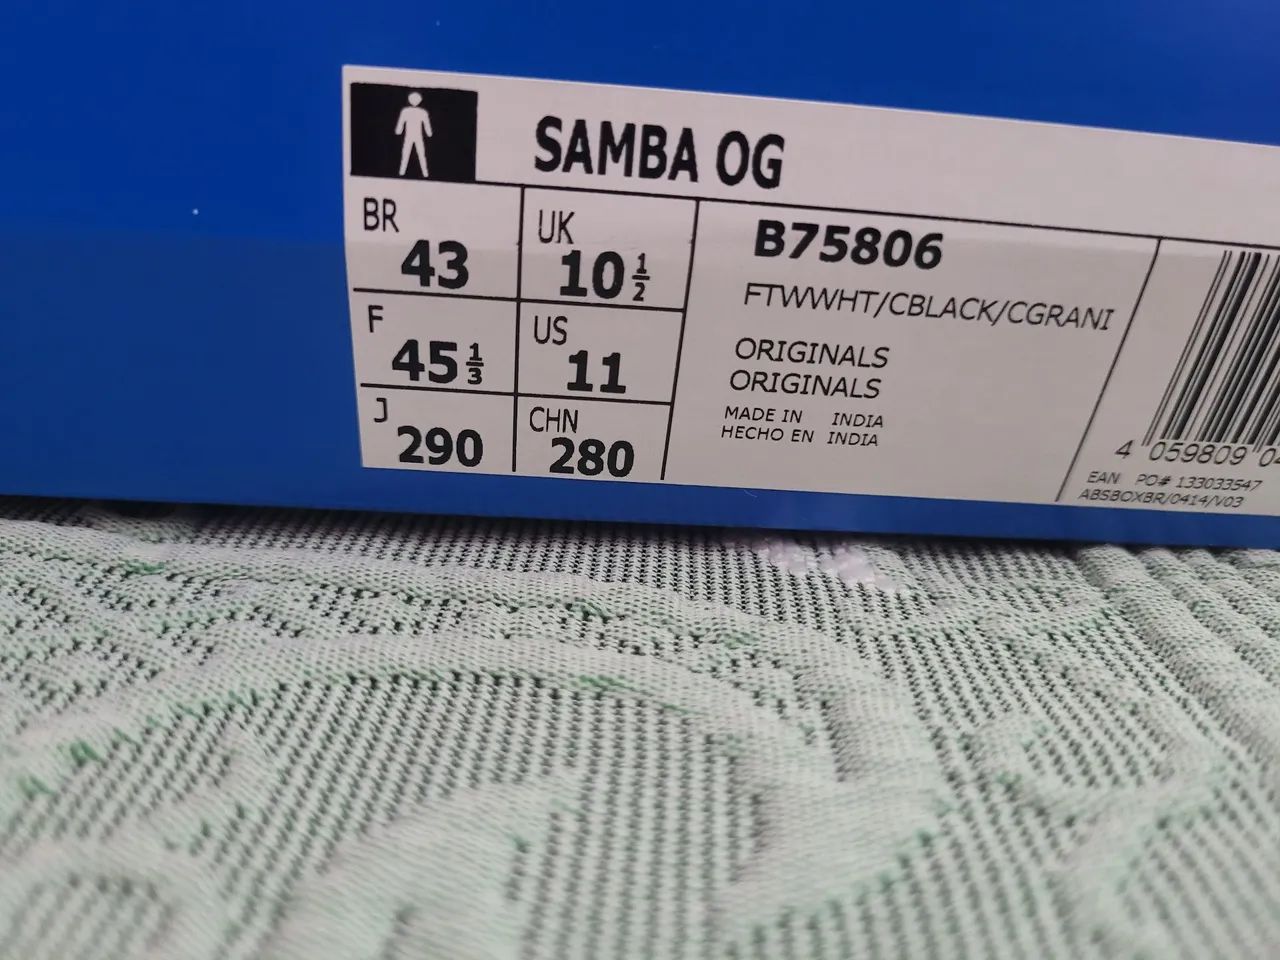 SAMBA OG
BR
43
UK
10 1/2
F
45 1/3
US
11
J
290
CHN
280
B75806
FTWWHT/CBLACK/CGRANI
ORIGINALS
ORIGINALS
MADE IN INDIA
HECHO EN INDIA
4 059809 04
EAN PO# 133033547
ABSBOXBR/0414/V03